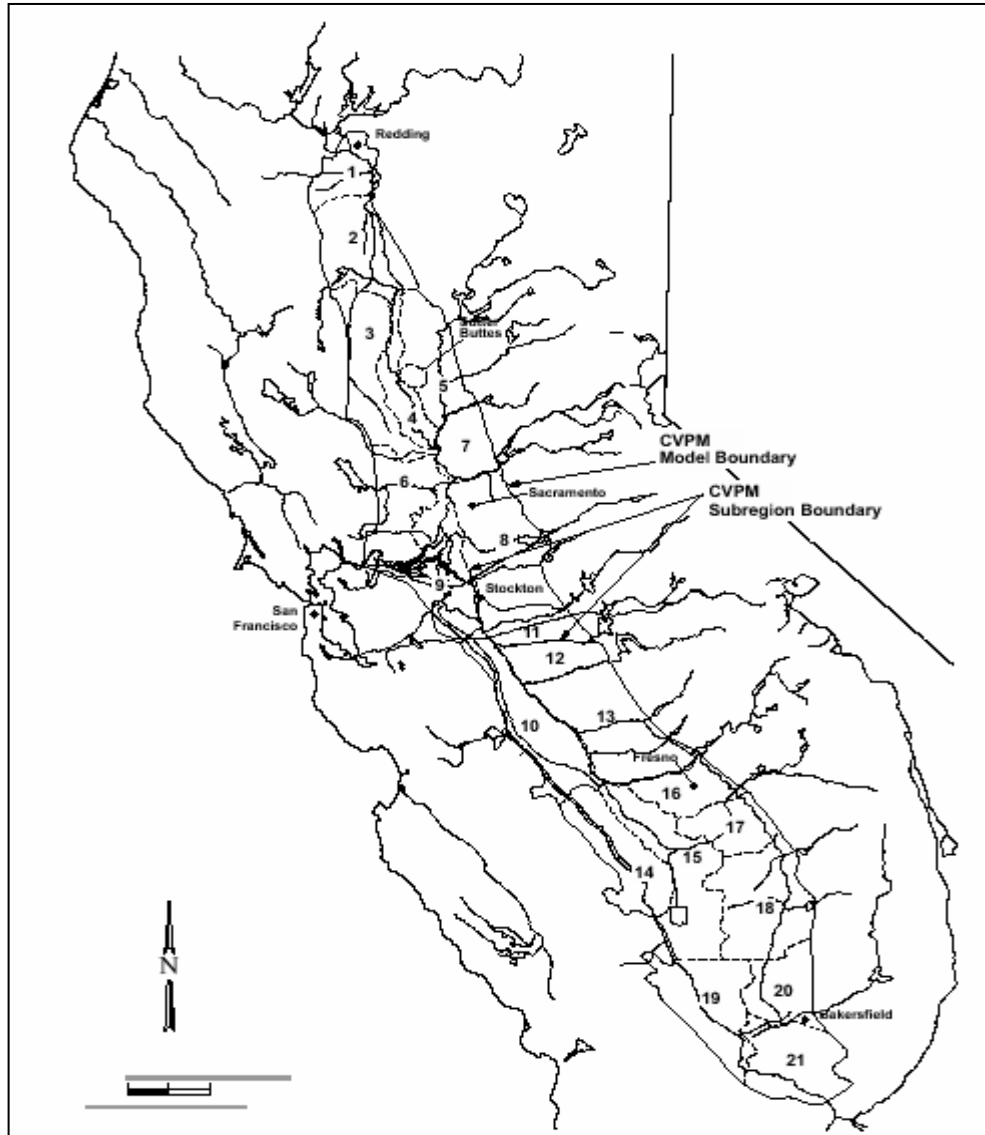 Redding
1
2
3
Sutter
Buttes
5
4
7
CVPM
Model Boundary
6
Sacramento
CVPM
Subregion Boundary
8
9
Stockton
San
Francisco
11
12
10
13
Fresno
16
17
15
14
18
N
19
20
Bakersfield
21